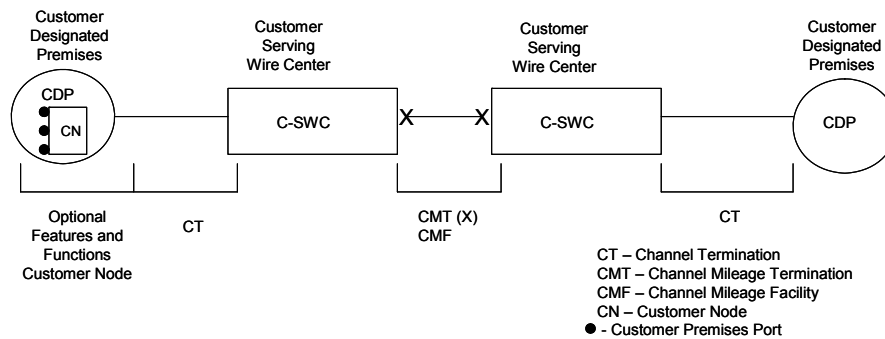 Customer
Designated
Premises
Customer
Serving
Wire Center
Customer
Serving
Wire Center
Customer
Designated
Premises
CDP
CN
C-SWC
X
X
C-SWC
CDP
Optional
Features and
Functions
Customer Node
CT
CMT (X)
CMF
CT
CT – Channel Termination
CMT – Channel Mileage Termination
CMF – Channel Mileage Facility
CN – Customer Node
● - Customer Premises Port